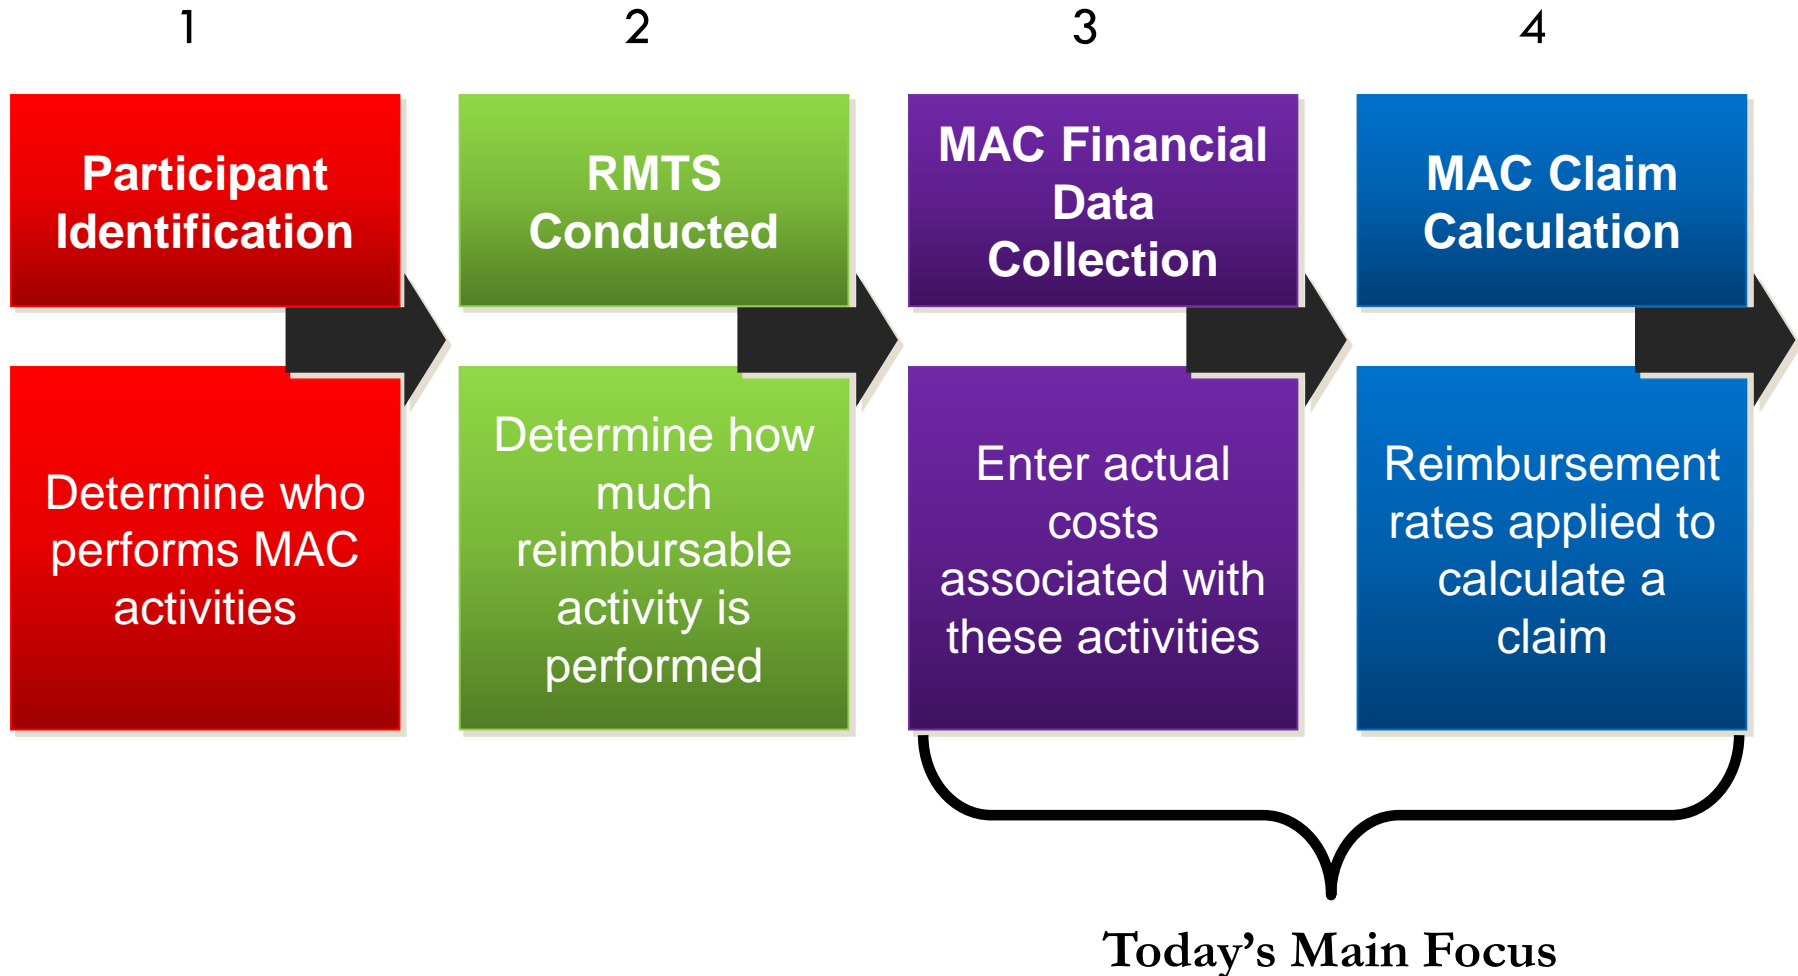 1
2
3
4
Participant
Identification
RMTS
Conducted
MAC Financial
Data
Collection
MAC Claim
Calculation
Determine who
performs MAC
activities
Determine how
much
reimbursable
activity is
performed
Enter actual
costs
associated with
these activities
Reimbursement
rates applied to
calculate a
claim
Today’s Main Focus